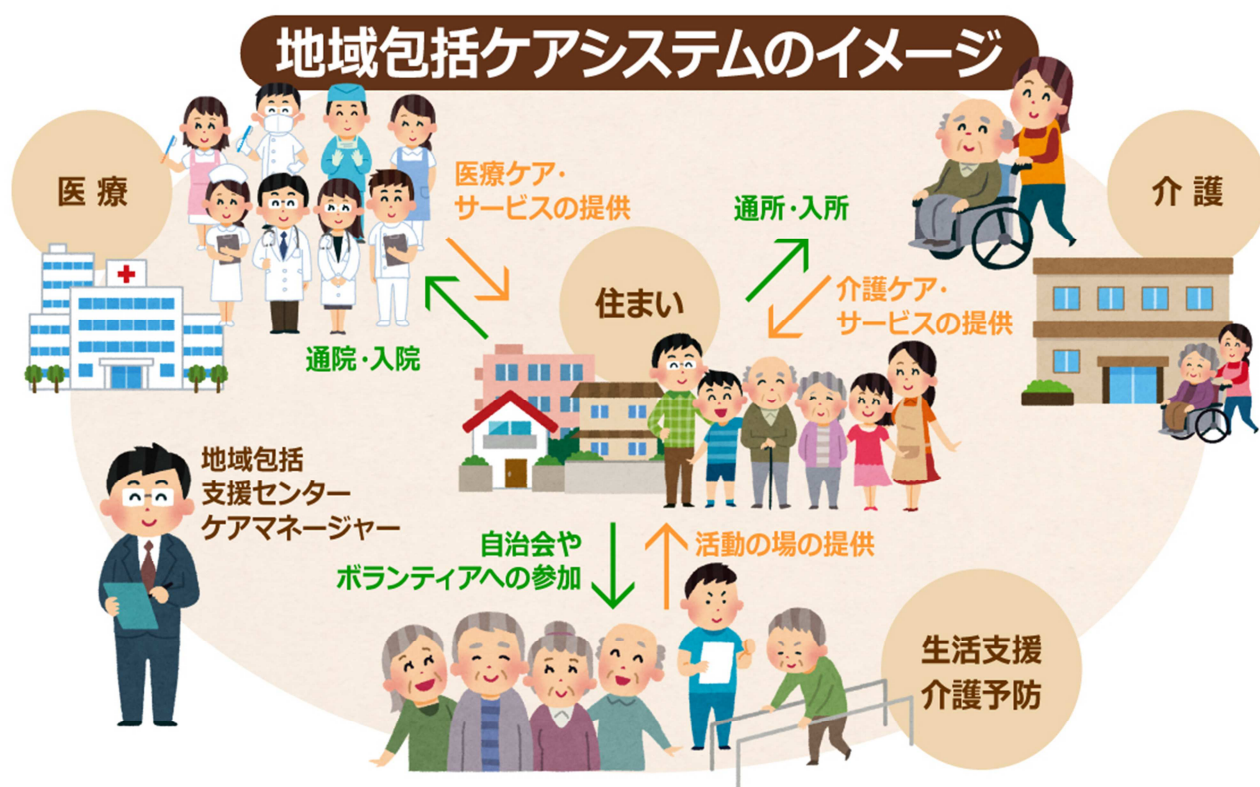 地域包括ケアシステムのイメージ
医療
医療ケア・
サービスの提供
通院・入院
通所・入所
介護
介護ケア・
サービスの提供
住まい
地域包括
支援センター
ケアマネージャー
自治会や
ボランティアへの参加
活動の場の提供
生活支援
介護予防